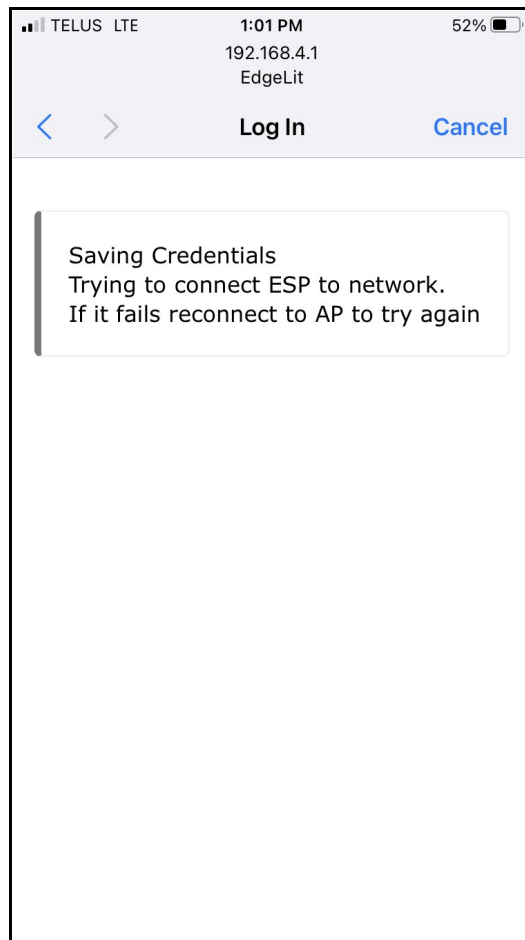 TELUS LTE 1:01 PM 52%
192.168.4.1
EdgeLit
Log In Cancel
Saving Credentials
Trying to connect ESP to network.
If it fails reconnect to AP to try again